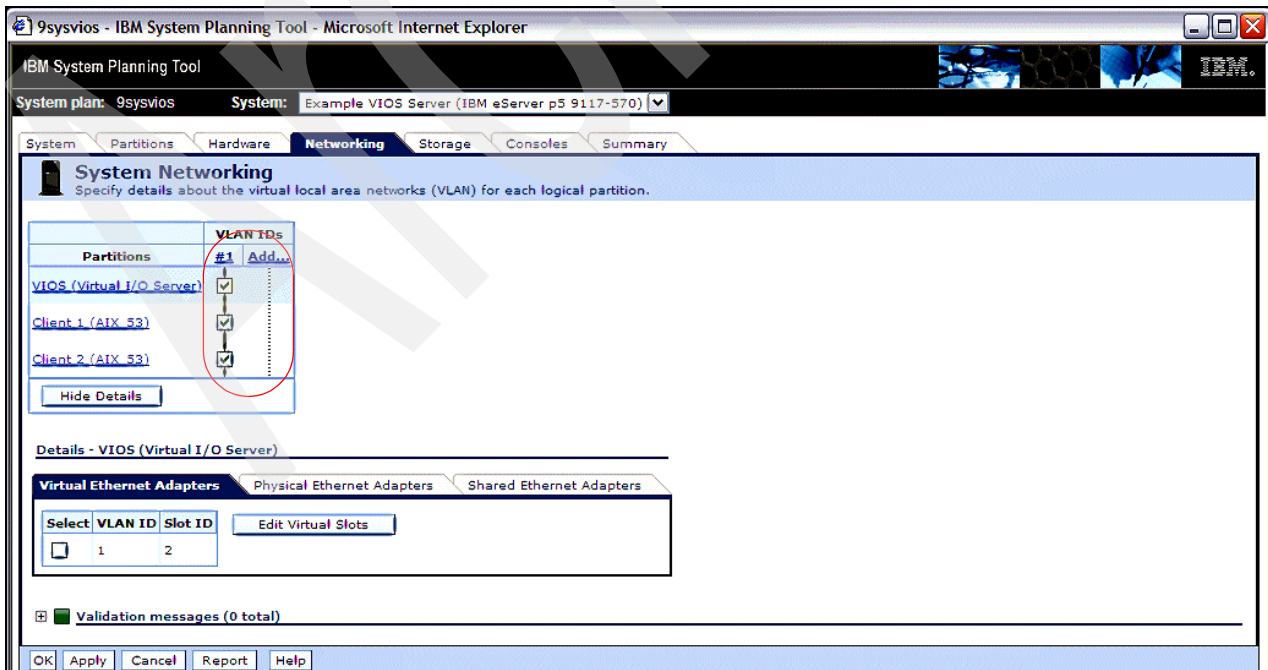 9sysvios - IBM System Planning Tool - Microsoft Internet Explorer
IBM System Planning Tool
IBM.
System plan: 9sysvios System: Example VIOS Server (IBM eServer p5 9117-570)
System Partitions Hardware Networking Storage Consoles Summary
System Networking
Specify details about the virtual local area networks (VLAN) for each logical partition.
VLAN IDs
Partitions #1 Add...
VIOS (Virtual I/O Server)
Client 1 (AIX 53)
Client 2 (AIX 53)
Hide Details
Details - VIOS (Virtual I/O Server)
Virtual Ethernet Adapters Physical Ethernet Adapters Shared Ethernet Adapters
Select VLAN ID Slot ID Edit Virtual Slots
1 2
Validation messages (0 total)
OK Apply Cancel Report Help